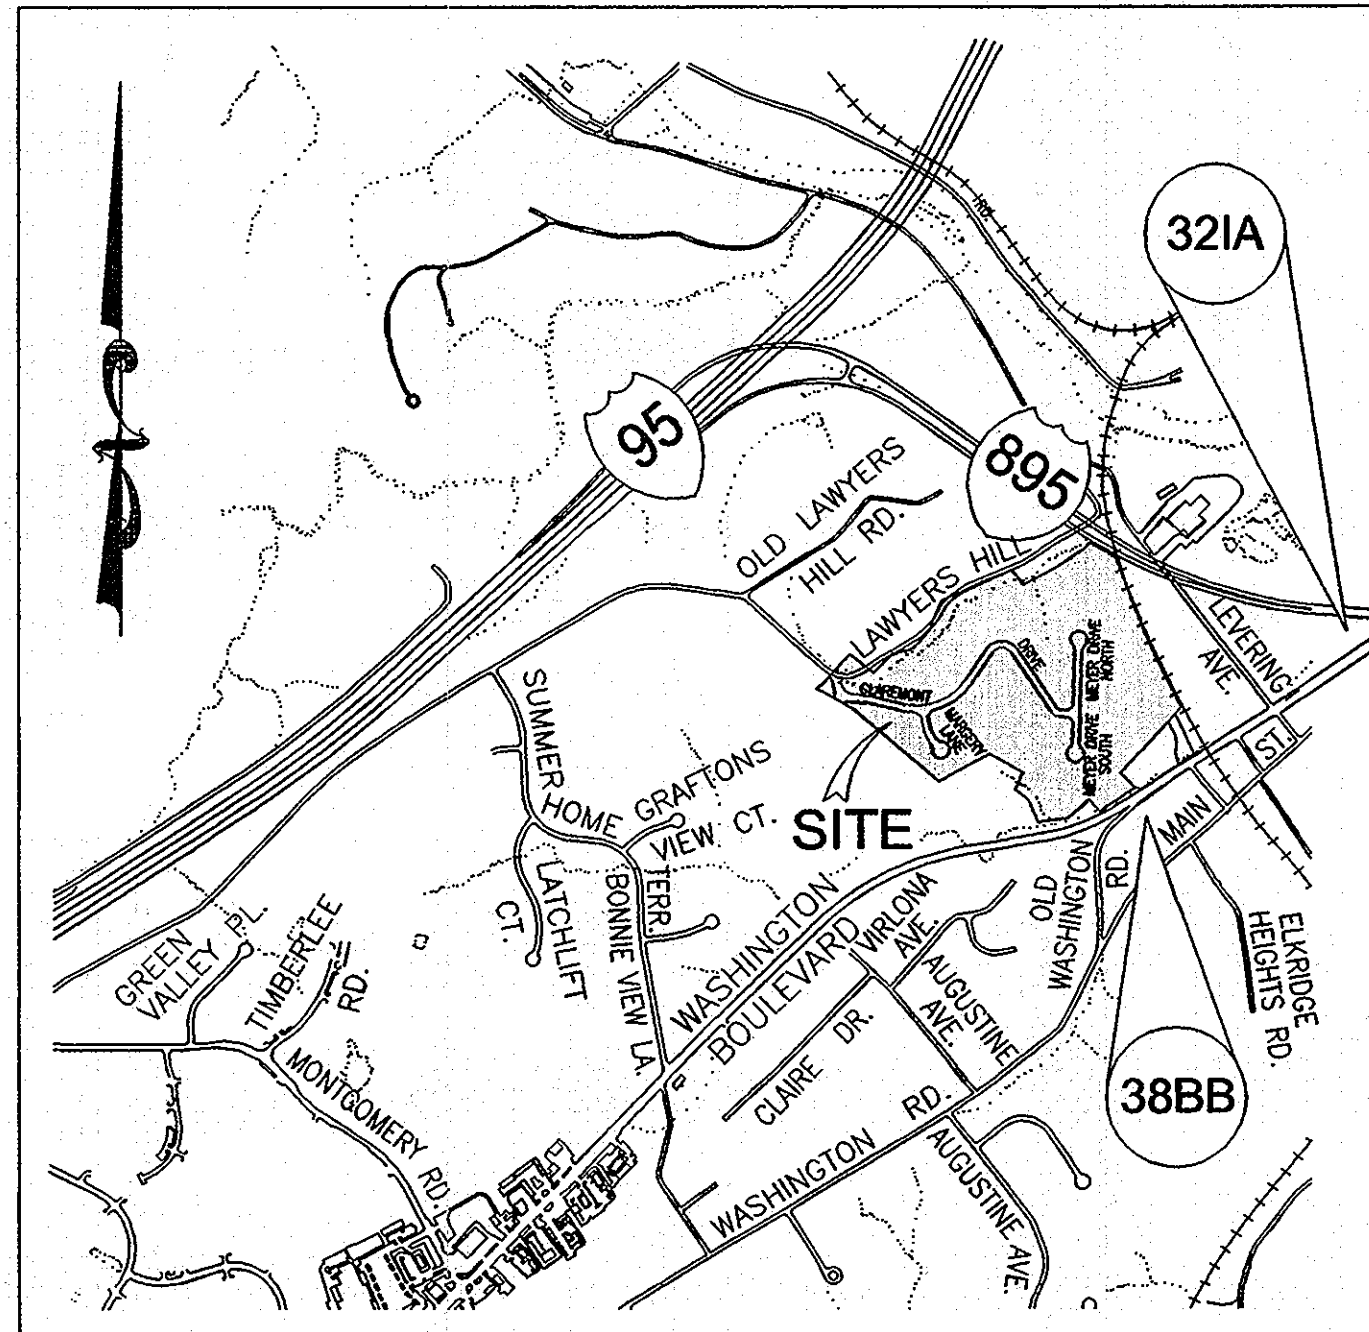 RD.
32IA
95
895
OLD LAWYERS
HILL RD.
LAWYERS HILL
LEVERING
AVE.
CLAREMONT
DRIVE
MARGERY
LANE
MEYER DRIVE
NORTH
MEYER DRIVE
SOUTH
SITE
SUMMER
HOME
TERR.
GRAFTONS
VIEW CT.
LATCHLIFT
CT.
BONNIE VIEW LA.
WASHINGTON
BOULEVARD
VIRLONA
AVE.
OLD
WASHINGTON
RD.
MAIN
ST.
ELKRIDGE
HEIGHTS RD.
GREEN
VALLEY PL.
TIMBERLEE
RD.
MONTGOMERY RD.
CLAIRE DR.
AUGUSTINE
AVE.
WASHINGTON RD.
AUGUSTINE AVE.
38BB